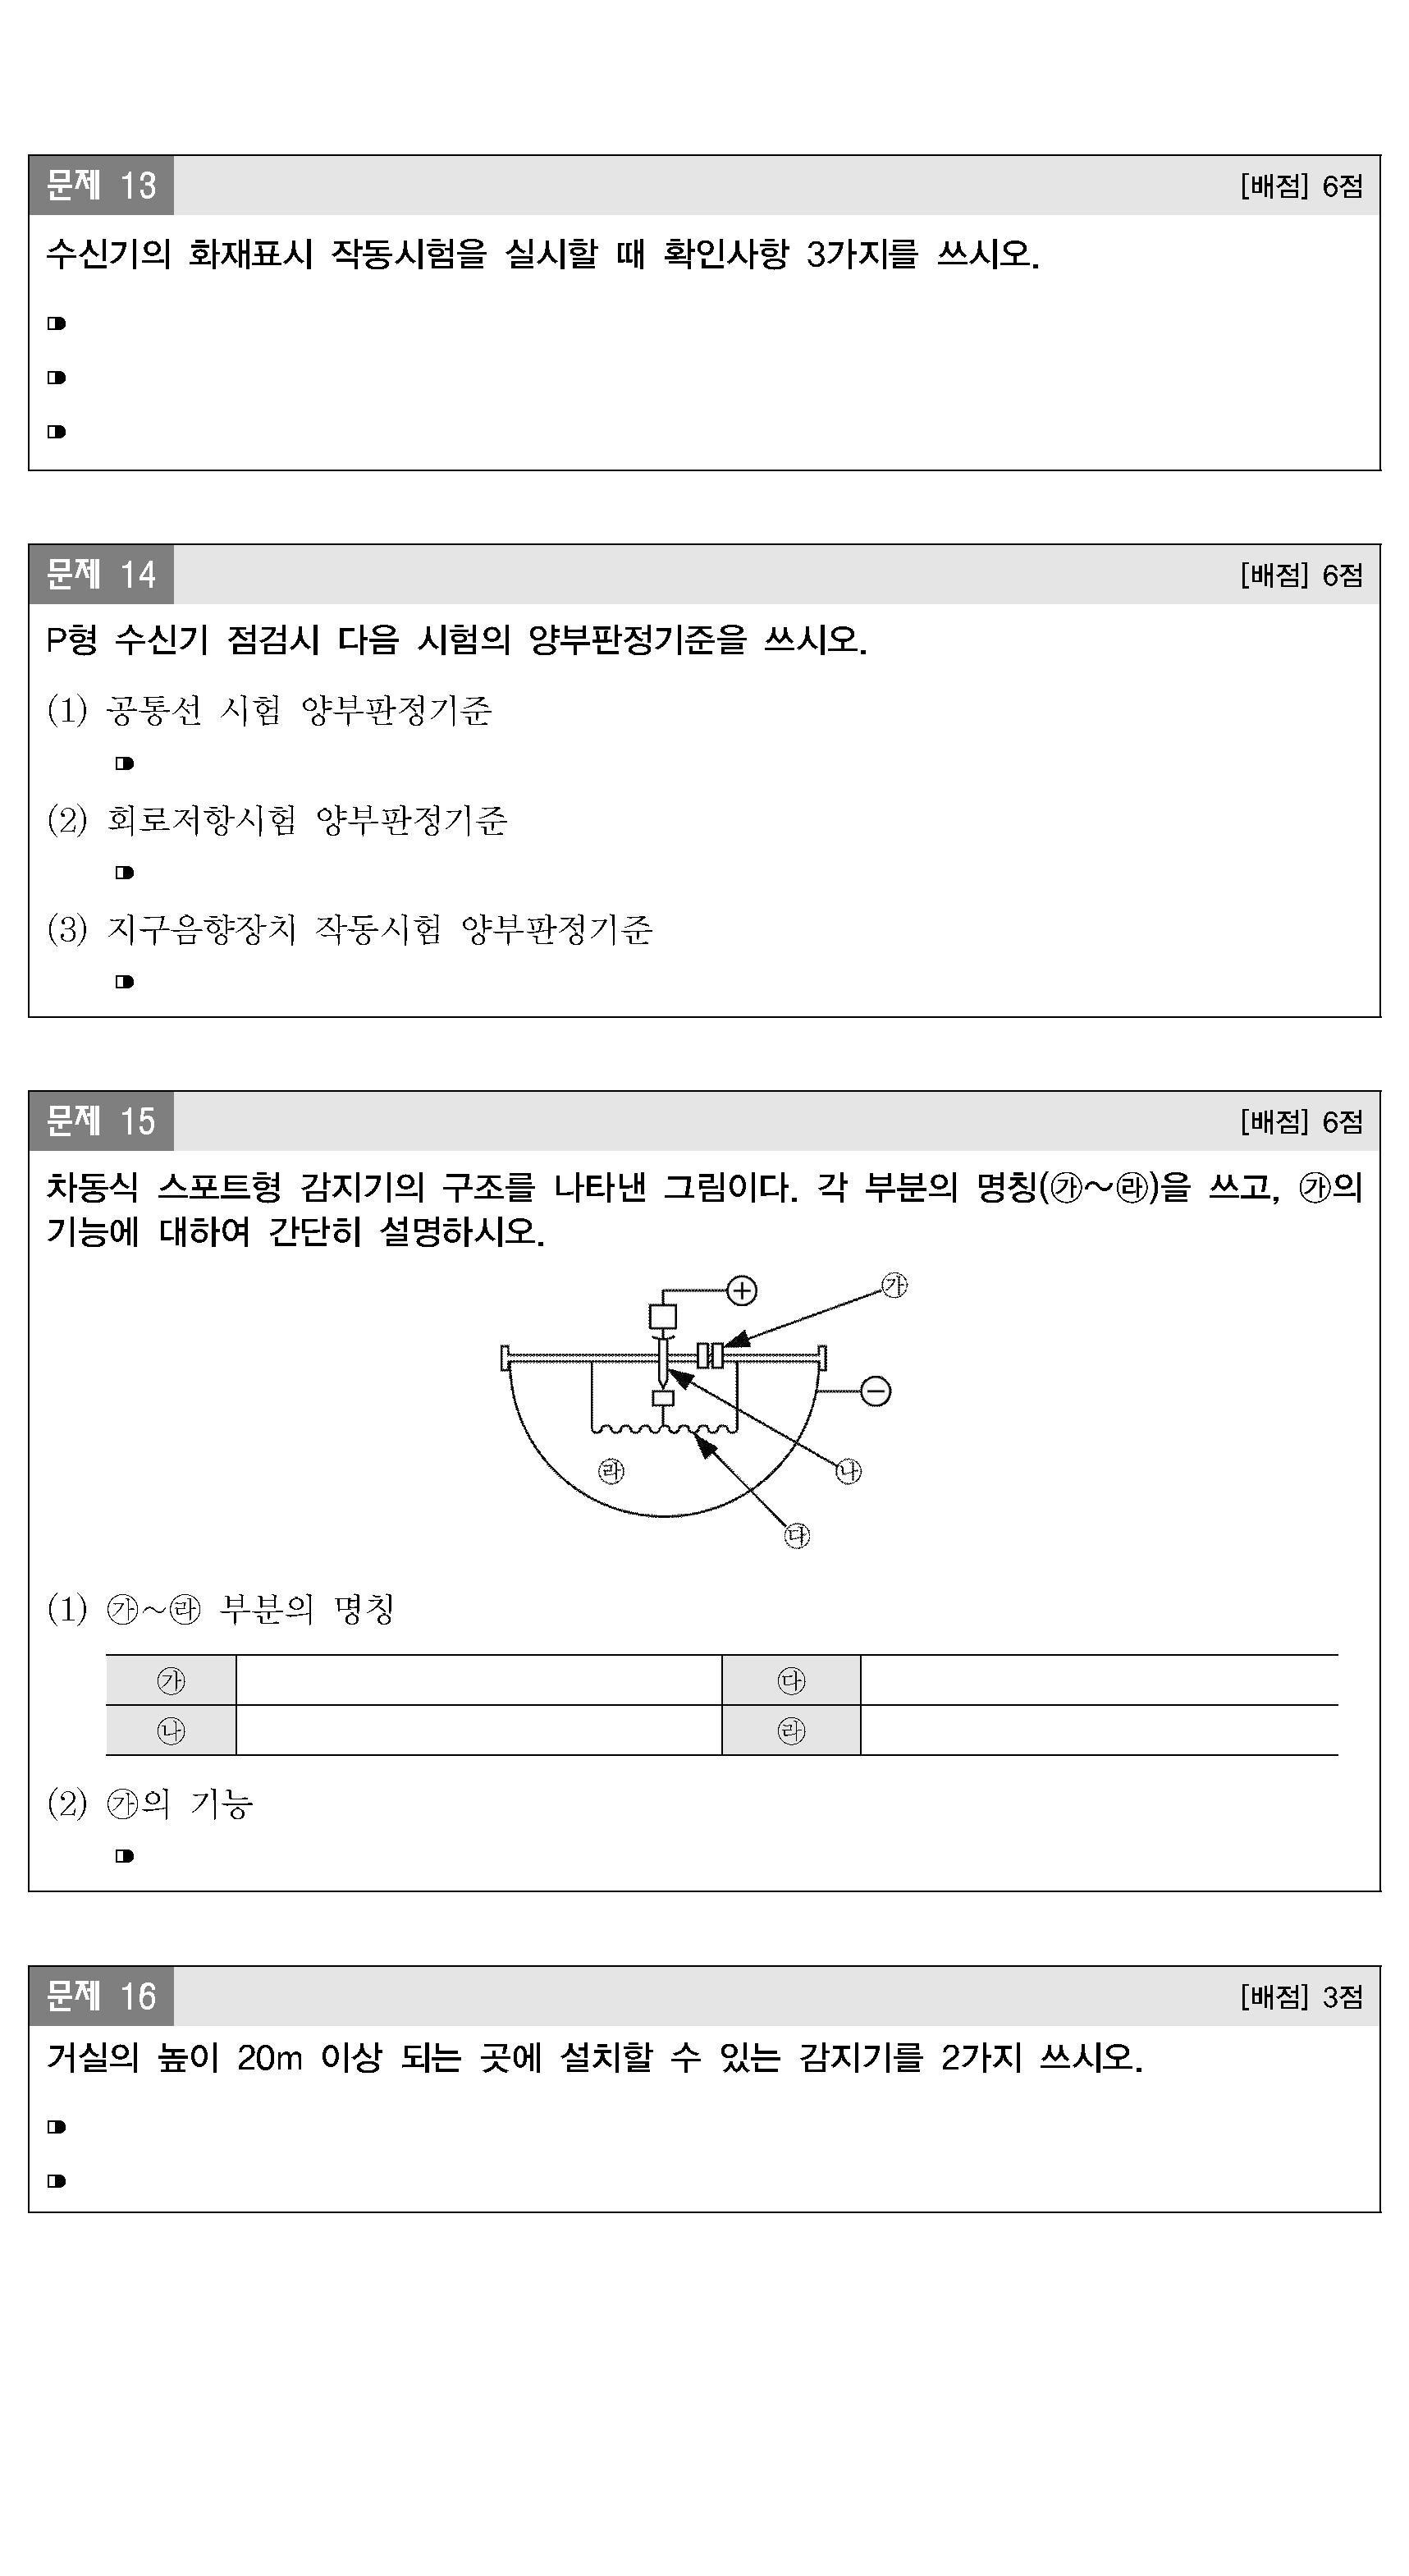 문제 13 [배점] 6점
수신기의 화재표시 작동시험을 실시할 때 확인사항 3가지를 쓰시오.
문제 14 [배점] 6점
P형 수신기 점검시 다음 시험의 양부판정기준을 쓰시오.
(1) 공통선 시험 양부판정기준
(2) 회로저항시험 양부판정기준
(3) 지구음향장치 작동시험 양부판정기준
문제 15 [배점] 6점
차동식 스포트형 감지기의 구조를 나타낸 그림이다. 각 부분의 명칭(㉮~㉱)을 쓰고, ㉮의
기능에 대하여 간단히 설명하시오.
⊕ ㉮
⊖
㉱ ㉯
㉰
(1) ㉮~㉱ 부분의 명칭
㉮ ㉰
㉯ ㉱
(2) ㉮의 기능
문제 16 [배점] 3점
거실의 높이 20m 이상 되는 곳에 설치할 수 있는 감지기를 2가지 쓰시오.